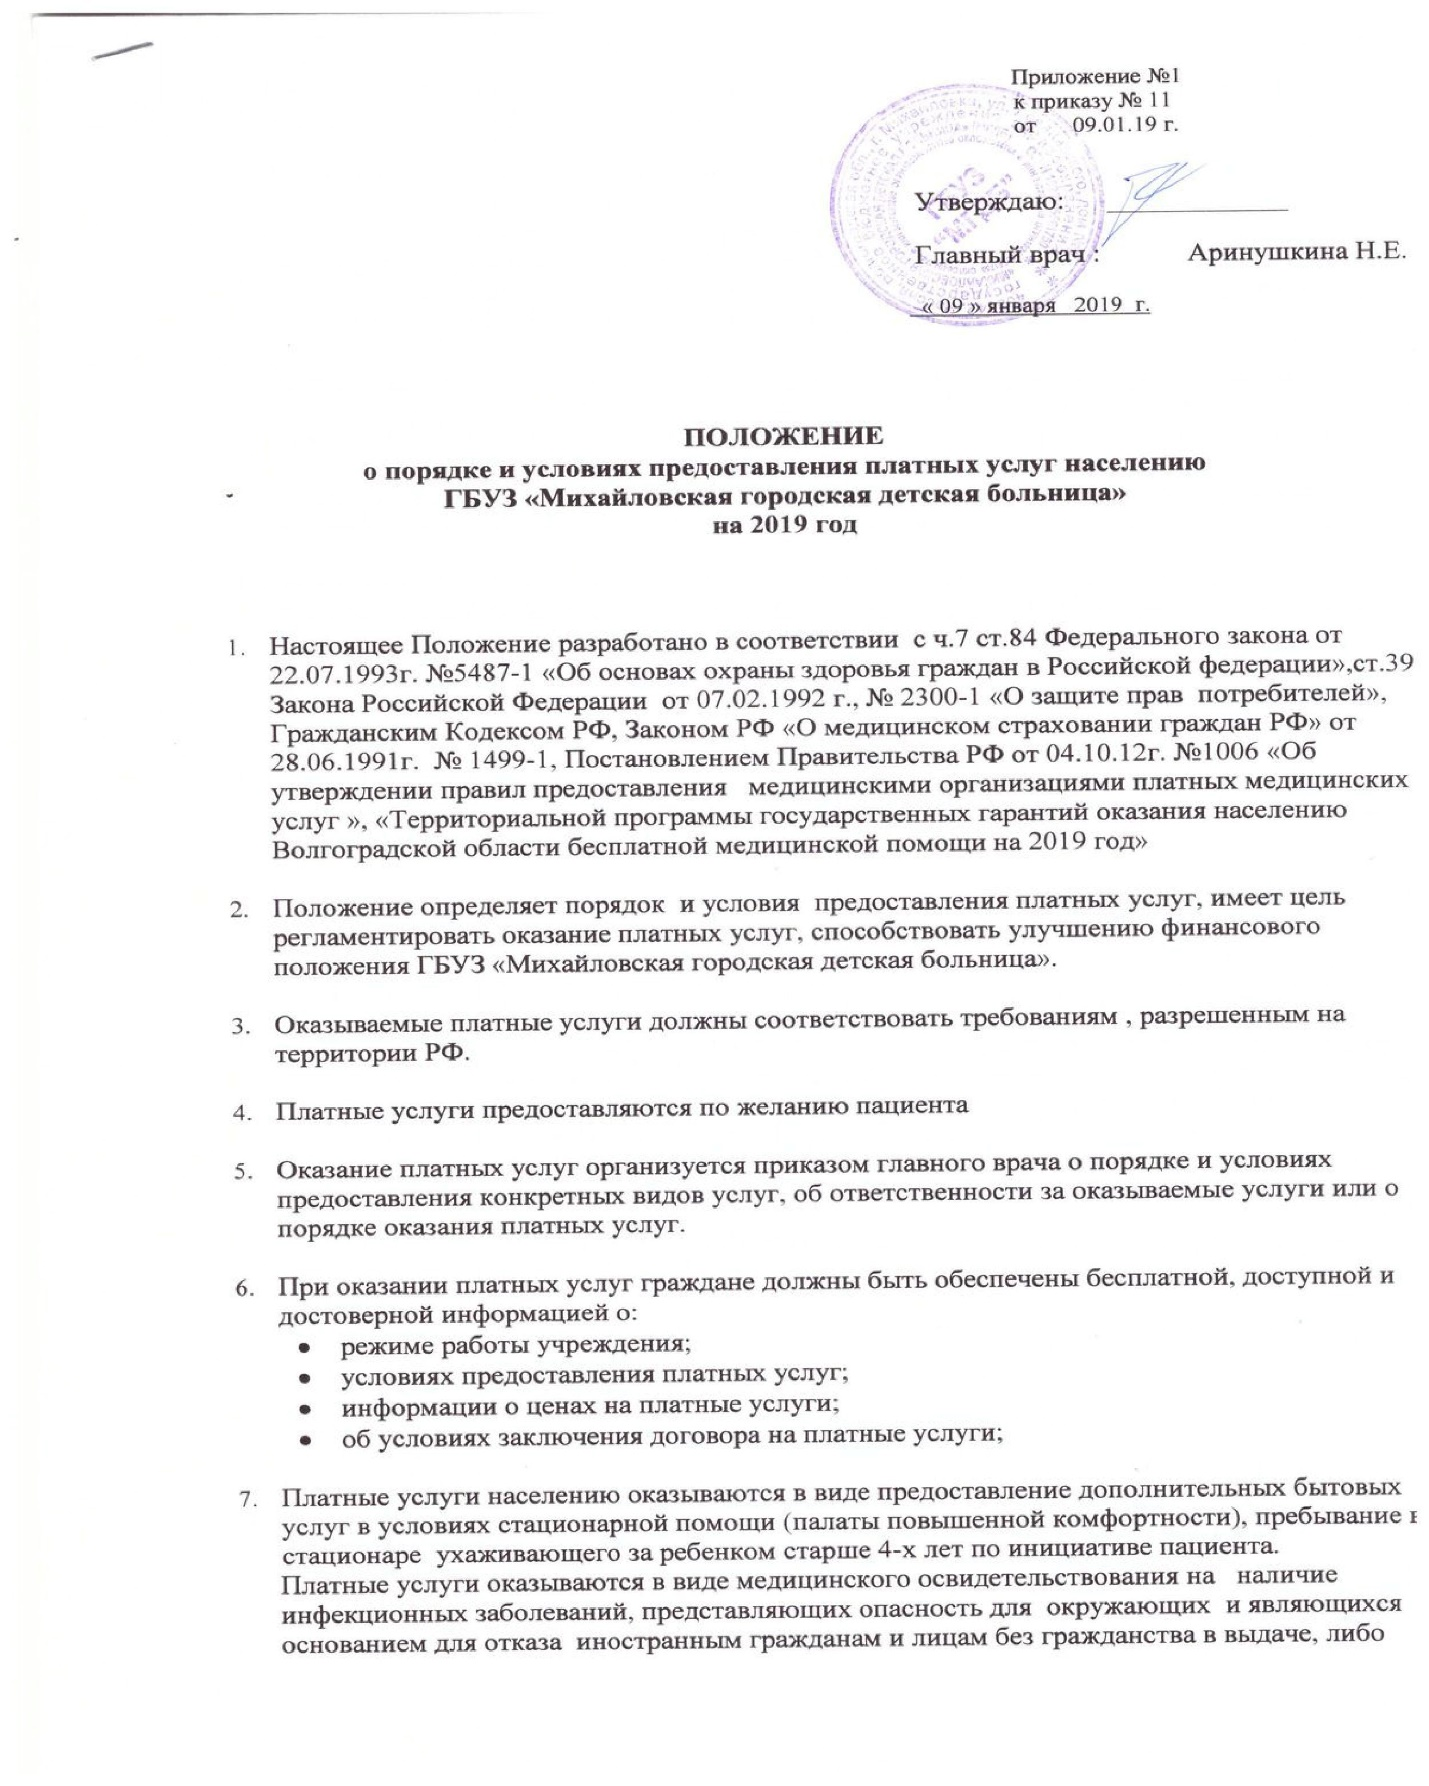 Приложение №1
к приказу № 11
от 09.01.19 г.
ГБУЗ
"МГДБ"
Утверждаю:
Главный врач : Аринушкина Н.Е.
« 09 » января 2019 г.
ПОЛОЖЕНИЕ
о порядке и условиях предоставления платных услуг населению
ГБУЗ «Михайловская городская детская больница»
на 2019 год
1. Настоящее Положение разработано в соответствии с ч.7 ст.84 Федерального закона от
22.07.1993г. №5487-1 «Об основах охраны здоровья граждан в Российской федерации»,ст.39
Закона Российской Федерации от 07.02.1992 г., № 2300-1 «О защите прав потребителей»,
Гражданским Кодексом РФ, Законом РФ «О медицинском страховании граждан РФ» от
28.06.1991г. № 1499-1, Постановлением Правительства РФ от 04.10.12г. №1006 «Об
утверждении правил предоставления медицинскими организациями платных медицинских
услуг », «Территориальной программы государственных гарантий оказания населению
Волгоградской области бесплатной медицинской помощи на 2019 год»
2. Положение определяет порядок и условия предоставления платных услуг, имеет цель
регламентировать оказание платных услуг, способствовать улучшению финансового
положения ГБУЗ «Михайловская городская детская больница».
3. Оказываемые платные услуги должны соответствовать требованиям , разрешенным на
территории РФ.
4. Платные услуги предоставляются по желанию пациента
5. Оказание платных услуг организуется приказом главного врача о порядке и условиях
предоставления конкретных видов услуг, об ответственности за оказываемые услуги или о
порядке оказания платных услуг.
6. При оказании платных услуг граждане должны быть обеспечены бесплатной, доступной и
достоверной информацией о:
• режиме работы учреждения;
• условиях предоставления платных услуг;
• информации о ценах на платные услуги;
• об условиях заключения договора на платные услуги;
7. Платные услуги населению оказываются в виде предоставление дополнительных бытовых
услуг в условиях стационарной помощи (палаты повышенной комфортности), пребывание в
стационаре ухаживающего за ребенком старше 4-х лет по инициативе пациента.
Платные услуги оказываются в виде медицинского освидетельствования на наличие
инфекционных заболеваний, представляющих опасность для окружающих и являющихся
основанием для отказа иностранным гражданам и лицам без гражданства в выдаче, либо